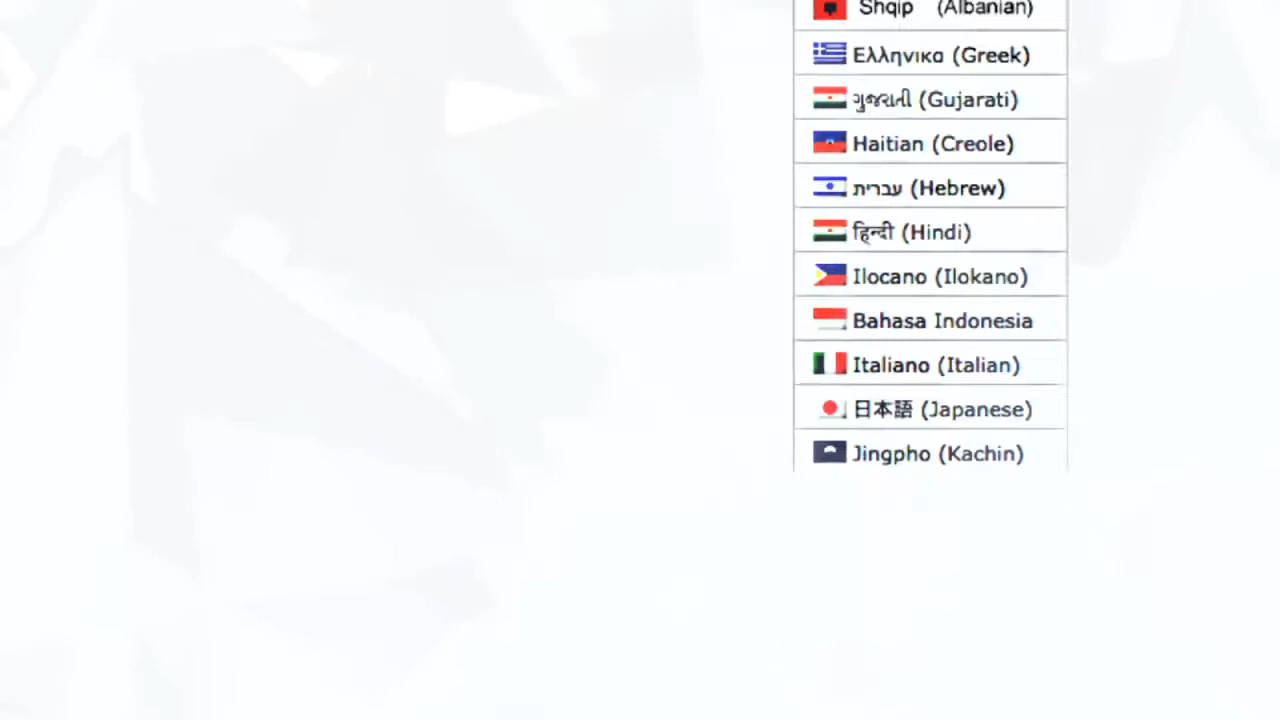 Shqip (Albanian)
Ελληνικα (Greek)
ગુજરાતી (Gujarati)
Haitian (Creole)
עברית (Hebrew)
हिन्दी (Hindi)
Ilocano (Ilokano)
Bahasa Indonesia
Italiano (Italian)
日本語 (Japanese)
Jingpho (Kachin)